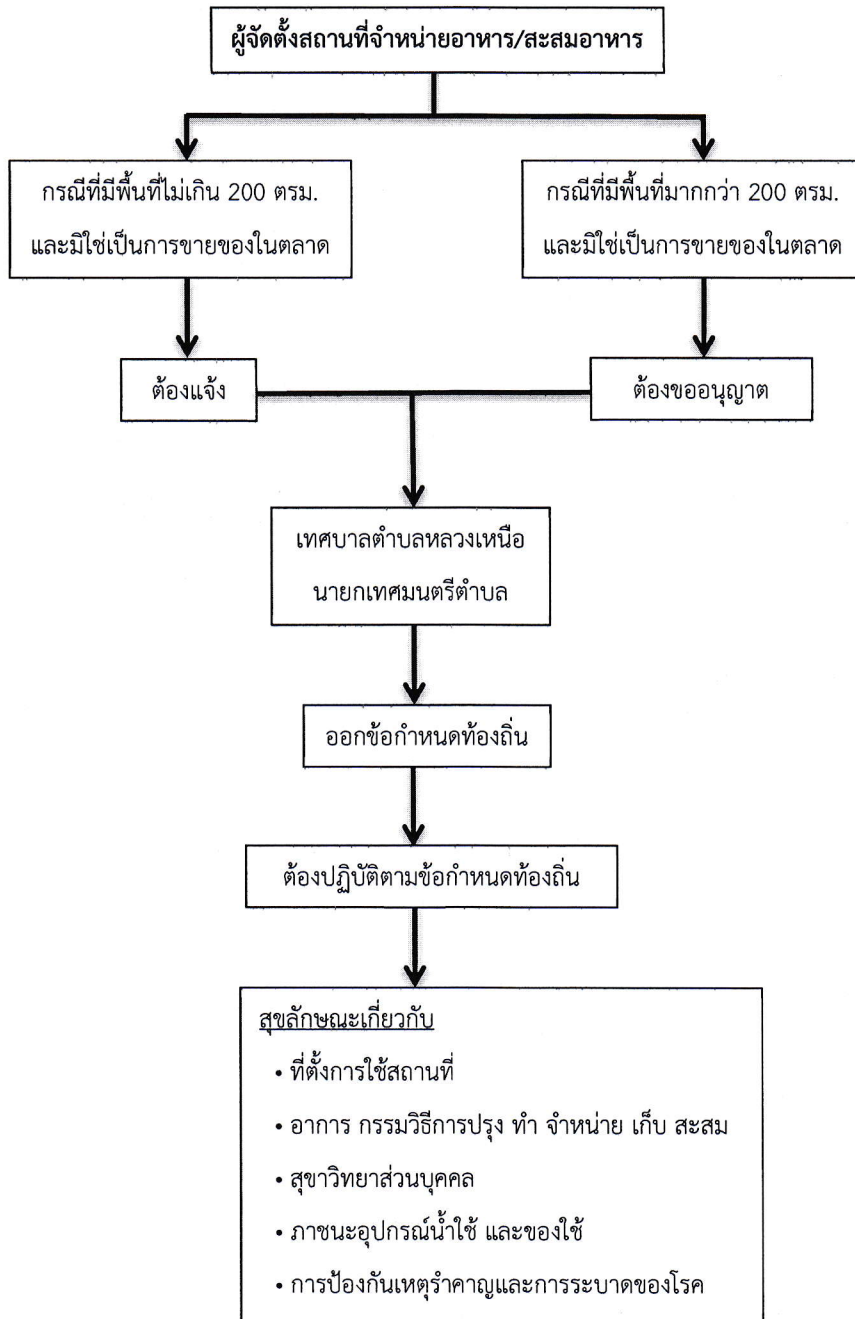 ผู้จัดตั้งสถานที่จำหน่ายอาหาร/สะสมอาหาร
กรณีที่มีพื้นที่ไม่เกิน 200 ตรม.
และมิใช่เป็นการขายของในตลาด
กรณีที่มีพื้นที่มากกว่า 200 ตรม.
และมิใช่เป็นการขายของในตลาด
ต้องแจ้ง
ต้องขออนุญาต
เทศบาลตำบลหลวงเหนือ
นายกเทศมนตรีตำบล
ออกข้อกำหนดท้องถิ่น
ต้องปฏิบัติตามข้อกำหนดท้องถิ่น
สุขลักษณะเกี่ยวกับ
• ที่ตั้งการใช้สถานที่
• อาการ กรรมวิธีการปรุง ทำ จำหน่าย เก็บ สะสม
• สุขาวิทยาส่วนบุคคล
• ภาชนะอุปกรณ์น้ำใช้ และของใช้
• การป้องกันเหตุรำคาญและการระบาดของโรค